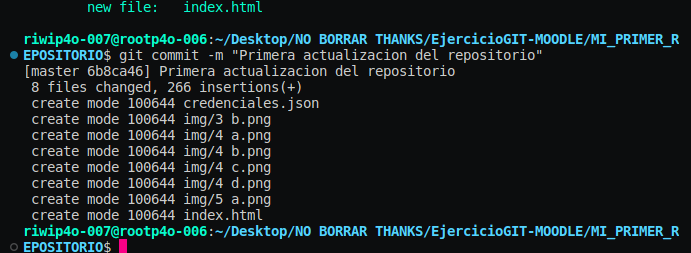 new file:   index.html
riwip4o-007@rootp4o-006:~/Desktop/NO BORRAR THANKS/EjercicioGIT-MOODLE/MI_PRIMER_R
EPOSITORIO$ git commit -m "Primera actualizacion del repositorio"
[master 6b8ca46] Primera actualizacion del repositorio
 8 files changed, 266 insertions(+)
 create mode 100644 credenciales.json
 create mode 100644 img/3 b.png
 create mode 100644 img/4 a.png
 create mode 100644 img/4 b.png
 create mode 100644 img/4 c.png
 create mode 100644 img/4 d.png
 create mode 100644 img/5 a.png
 create mode 100644 index.html
riwip4o-007@rootp4o-006:~/Desktop/NO BORRAR THANKS/EjercicioGIT-MOODLE/MI_PRIMER_R
EPOSITORIO$